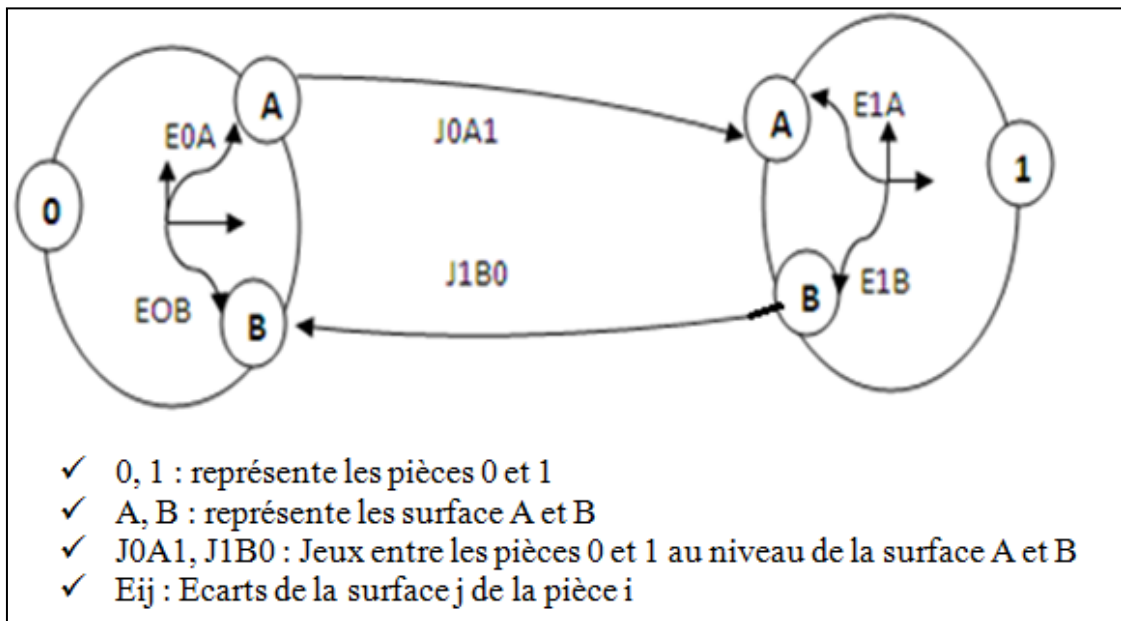 A
A
E1A
E0A
J0A1
1
0
J1B0
E1B
EOB
B
B
✓ 0, 1 : représente les pièces 0 et 1
✓ A, B : représente les surface A et B
✓ J0A1, J1B0 : Jeux entre les pièces 0 et 1 au niveau de la surface A et B
✓ Eij : Ecarts de la surface j de la pièce i